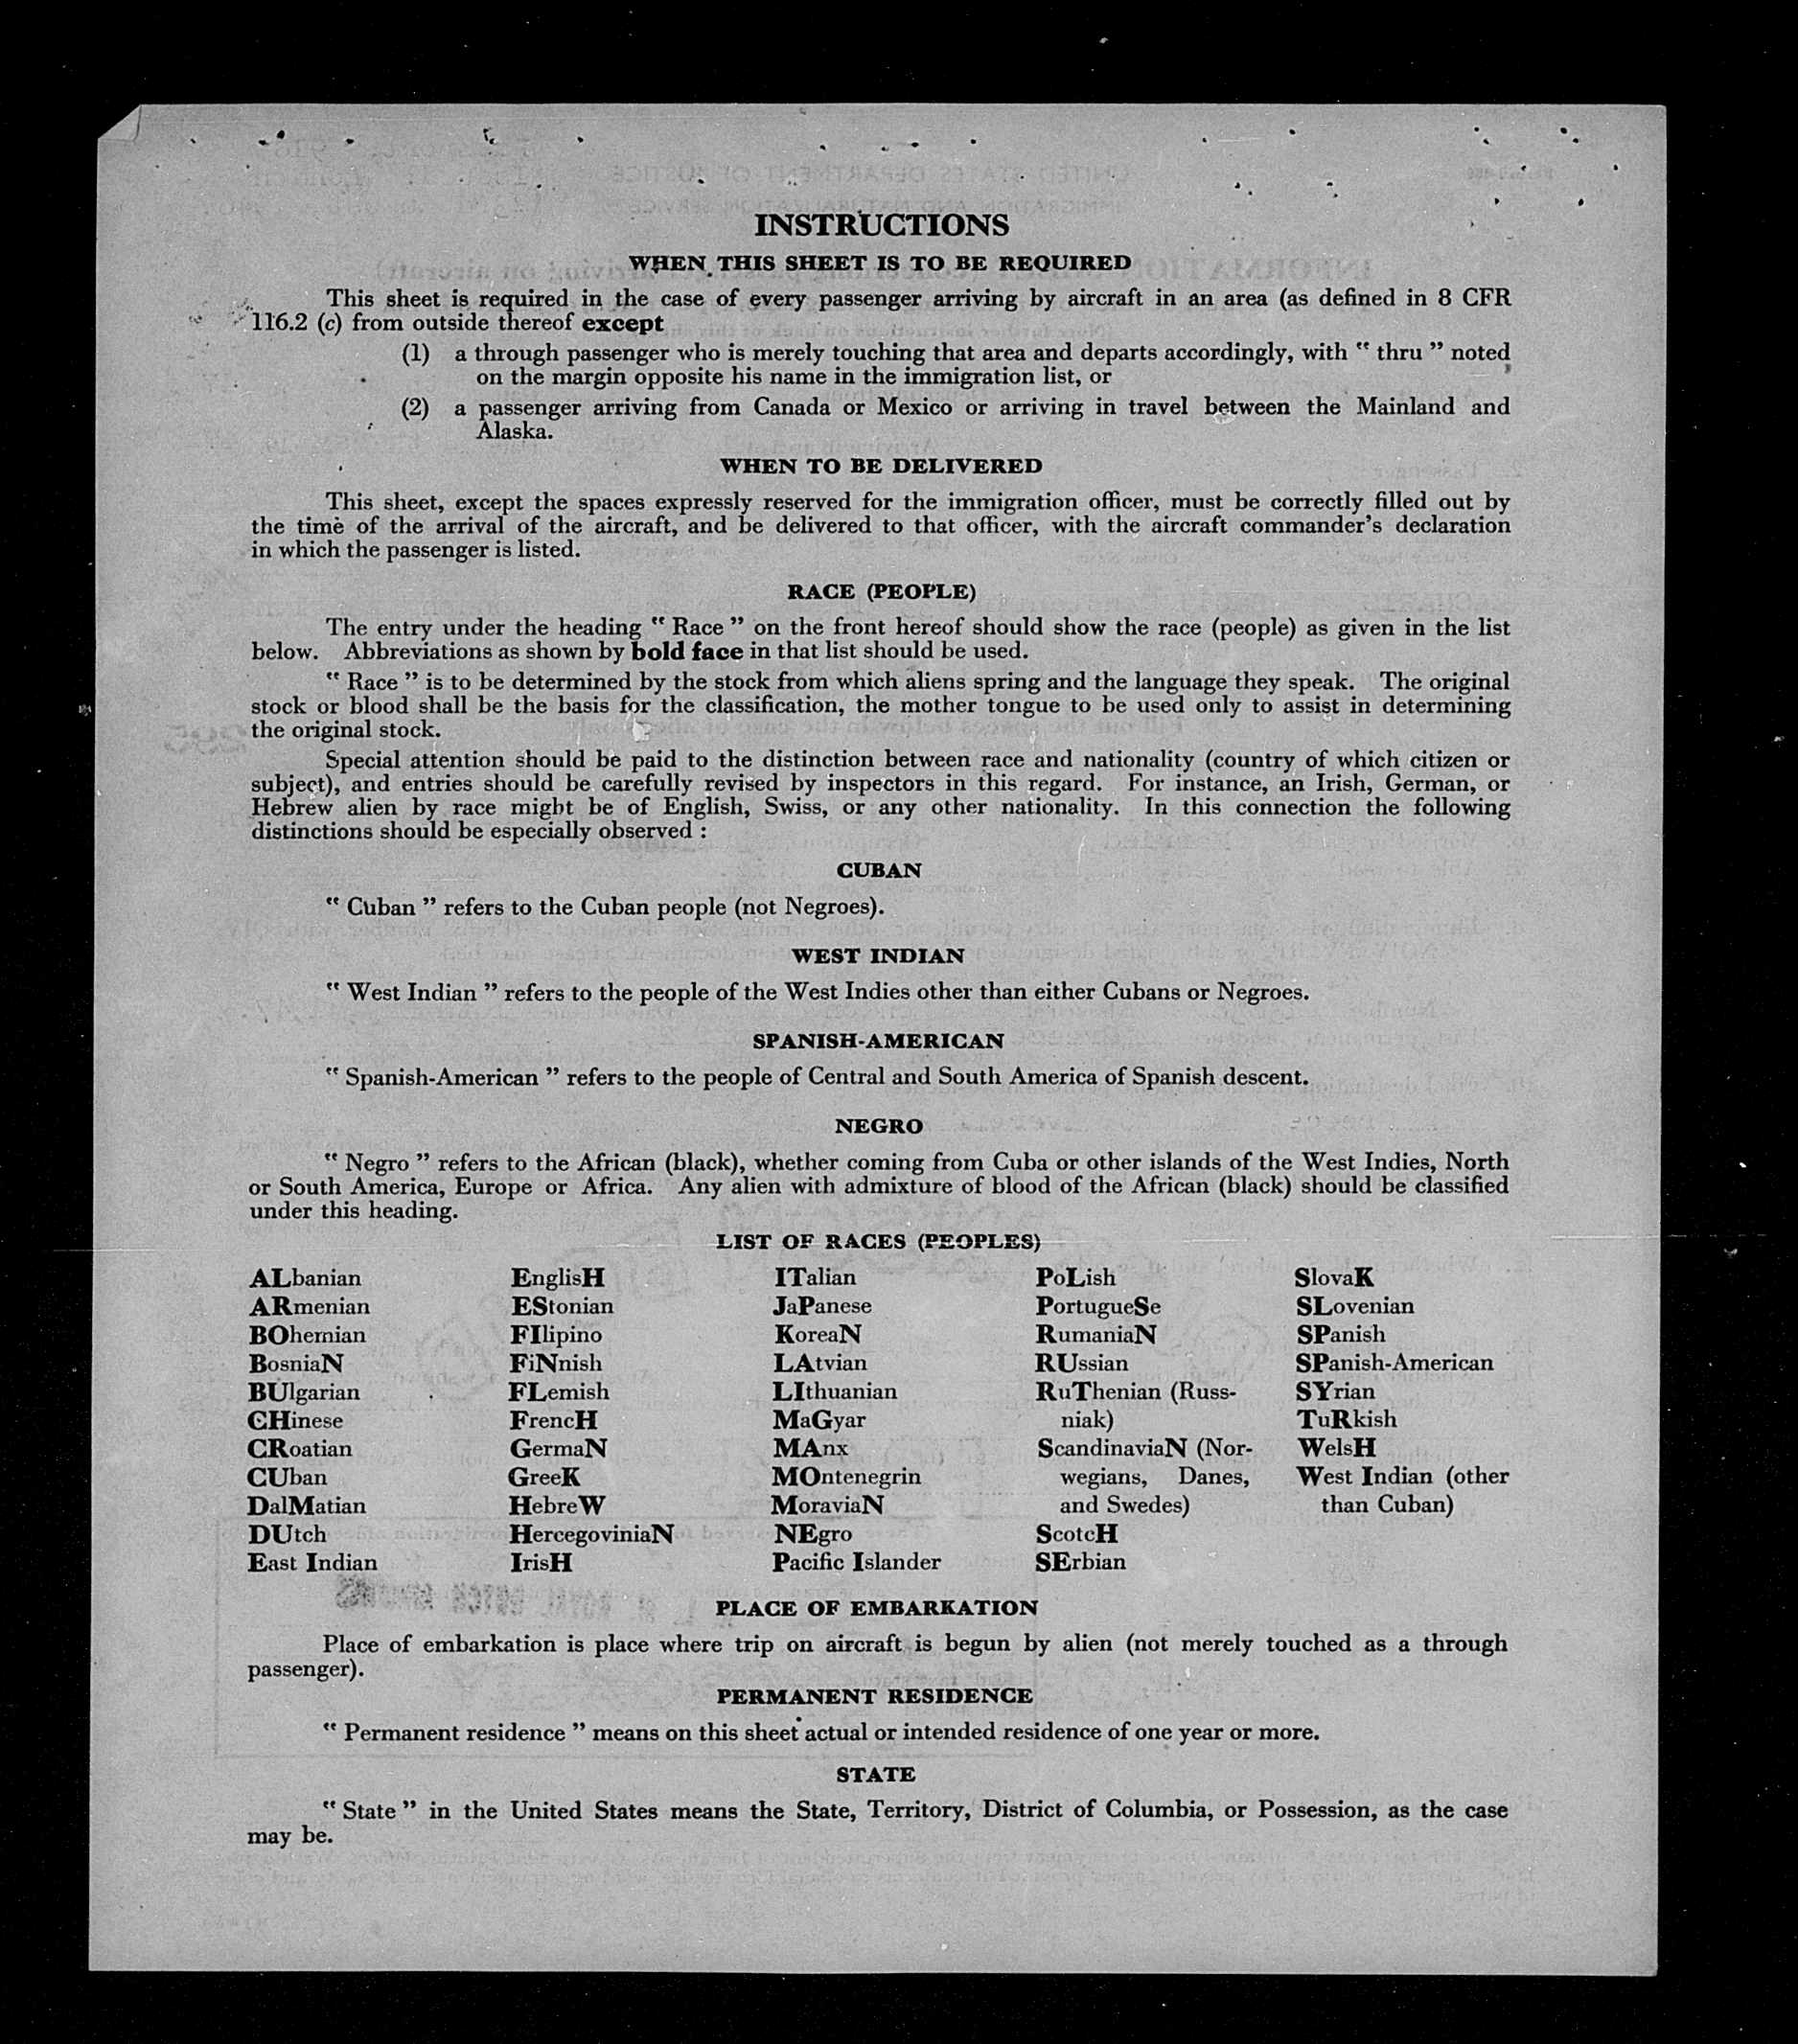 INSTRUCTIONS
WHEN THIS SHEET IS TO BE REQUIRED
This sheet is required in the case of every passenger arriving by aircraft in an area (as defined in 8 CFR
116.2 (c) from outside thereof except
(1) a through passenger who is merely touching that area and departs accordingly, with “ thru ” noted
on the margin opposite his name in the immigration list, or
(2) a passenger arriving from Canada or Mexico or arriving in travel between the Mainland and
Alaska.
WHEN TO BE DELIVERED
This sheet, except the spaces expressly reserved for the immigration officer, must be correctly filled out by
the time of the arrival of the aircraft, and be delivered to that officer, with the aircraft commander’s declaration
in which the passenger is listed.
RACE (PEOPLE)
The entry under the heading “ Race ” on the front hereof should show the race (people) as given in the list
below. Abbreviations as shown by bold face in that list should be used.
“ Race ” is to be determined by the stock from which aliens spring and the language they speak. The original
stock or blood shall be the basis for the classification, the mother tongue to be used only to assist in determining
the original stock.
Special attention should be paid to the distinction between race and nationality (country of which citizen or
subject), and entries should be carefully revised by inspectors in this regard. For instance, an Irish, German, or
Hebrew alien by race might be of English, Swiss, or any other nationality. In this connection the following
distinctions should be especially observed :
CUBAN
“ Cuban ” refers to the Cuban people (not Negroes).
WEST INDIAN
“ West Indian ” refers to the people of the West Indies other than either Cubans or Negroes.
SPANISH-AMERICAN
“ Spanish-American ” refers to the people of Central and South America of Spanish descent.
NEGRO
“ Negro ” refers to the African (black), whether coming from Cuba or other islands of the West Indies, North
or South America, Europe or Africa. Any alien with admixture of blood of the African (black) should be classified
under this heading.
LIST OF RACES (PEOPLES)
ALbanian
ARmenian
BOhemian
BosniaN
BUlgarian
CHinese
CRoatian
CUban
DalMatian
DUtch
East Indian
EnglisH
EStonian
FIlipino
FiNnish
FLemish
FrencH
GermaN
GreeK
HebreW
HercegoviniaN
IrisH
ITalian
JaPanese
KoreaN
LAtvian
LIthuanian
MaGyar
MAnx
MOntenegrin
MoraviaN
NEgro
Pacific Islander
PoLish
PortugueSe
RumaniaN
RUssian
RuThenian (Russ-
niak)
ScandinaviaN (Nor-
wegians, Danes,
and Swedes)
ScotcH
SErbian
SlovaK
SLovenian
SPanish
SPanish-American
SYrian
TuRkish
WelsH
West Indian (other
than Cuban)
PLACE OF EMBARKATION
Place of embarkation is place where trip on aircraft is begun by alien (not merely touched as a through
passenger).
PERMANENT RESIDENCE
“ Permanent residence ” means on this sheet actual or intended residence of one year or more.
STATE
“ State ” in the United States means the State, Territory, District of Columbia, or Possession, as the case
may be.